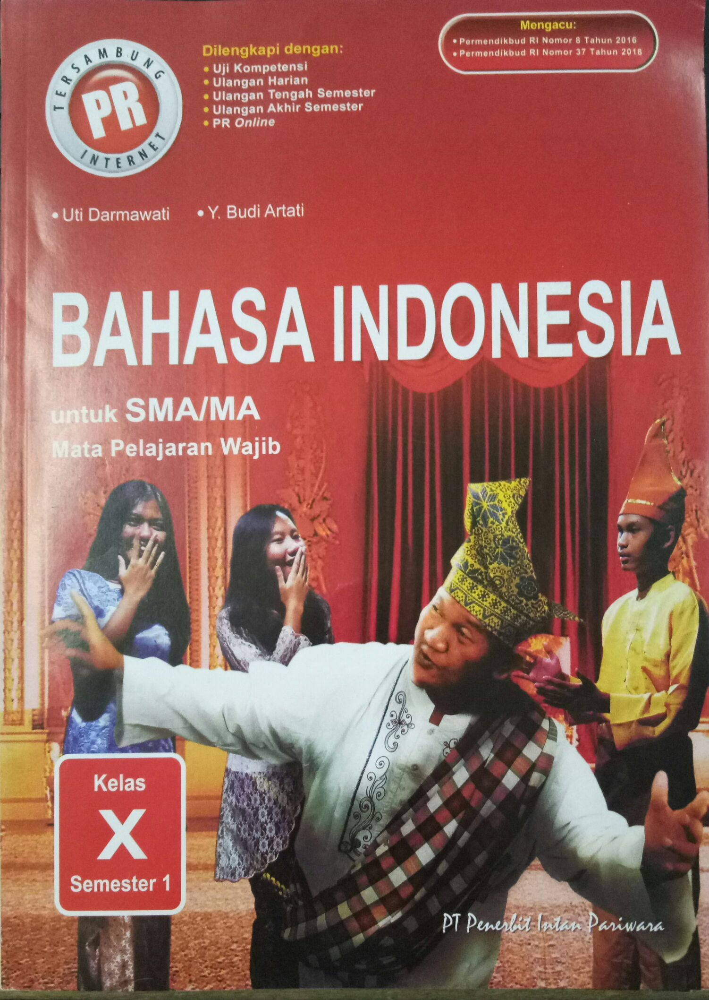 Mengacu:
• Permendikbud RI Nomor 8 Tahun 2016
• Permendikbud RI Nomor 37 Tahun 2018
TERSAMBUNG
PR
INTERNET
Dilengkapi dengan:
• Uji Kompetensi
• Ulangan Harian
• Ulangan Tengah Semester
• Ulangan Akhir Semester
• PR Online
• Uti Darmawati • Y. Budi Artati
BAHASA INDONESIA
untuk SMA/MA
Mata Pelajaran Wajib
Kelas
X
Semester 1
PT Penerbit Intan Pariwara